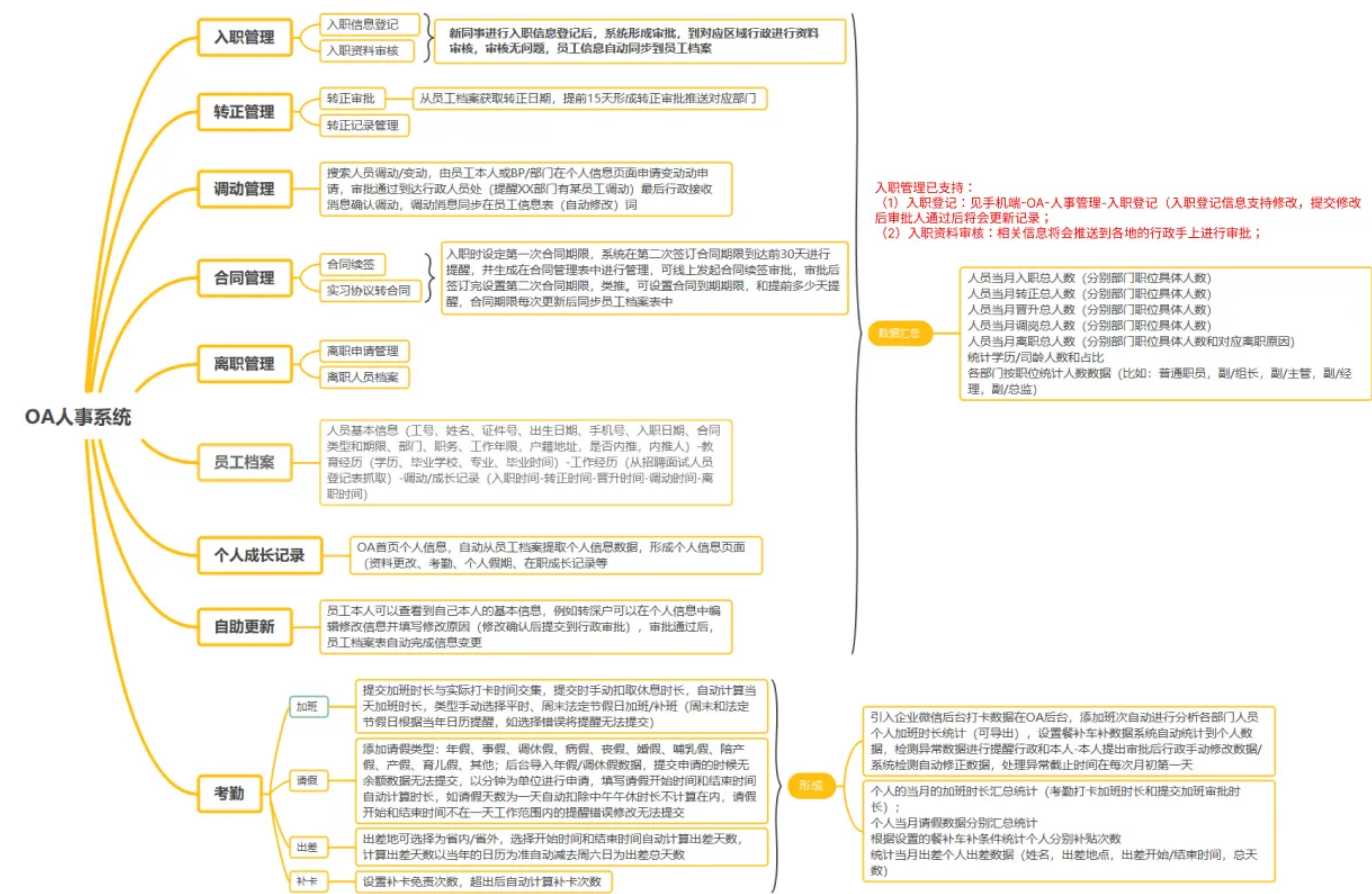 OA人事系统
入职管理
入职信息登记
入职资料审核
新同事进行入职信息登记后，系统形成审批，到对应区域行政进行资料
审核，审核无问题，员工信息自动同步到员工档案
转正管理
转正审批
从员工档案获取转正日期，提前15天形成转正审批推送对应部门
转正记录管理
调动管理
搜索人员调动/变动，由员工本人或BP/部门在个人信息页面申请变动动申
请，审批通过到达行政人员处（提醒XX部门有某员工调动）最后行政接收
消息确认调动，调动消息同步在员工信息表（自动修改）词
合同管理
合同续签
实习协议转合同
入职时设定第一次合同期限，系统在第二次签订合同期限到达前30天进行
提醒，并生成在合同管理表中进行管理，可线上发起合同续签审批，审批后
签订完设置第二次合同期限，类推。可设置合同到期期限，和提前多少天提
醒，合同期限每次更新后同步员工档案表中
离职管理
离职申请管理
离职人员档案
员工档案
人员基本信息（工号、姓名、证件号、出生日期、手机号、入职日期、合同
类型和期限、部门、职务、工作年限，户籍地址，是否内推，内推人）-教
育经历（学历、毕业学校、专业、毕业时间）-工作经历（从招聘面试人员
登记表抓取）-调动/成长记录（入职时间-转正时间-晋升时间-调动时间-离
职时间）
个人成长记录
OA首页个人信息，自动从员工档案提取个人信息数据，形成个人信息页面
（资料更改、考勤、个人假期、在职成长记录等
自助更新
员工本人可以查看到自己本人的基本信息，例如转深户可以在个人信息中编
辑修改信息并填写修改原因（修改确认后提交到行政审批），审批通过后，
员工档案表自动完成信息变更
入职管理已支持：
（1）入职登记：见手机端-OA-人事管理-入职登记（入职登记信息支持修改，提交修改
后审批人通过后将会更新记录；
（2）入职资料审核：相关信息将会推送到各地的行政手上进行审批；
数据汇总
人员当月入职总人数（分别部门职位具体人数）
人员当月转正总人数（分别部门职位具体人数）
人员当月晋升总人数（分别部门职位具体人数）
人员当月调岗总人数（分别部门职位具体人数）
人员当月离职总人数（分别部门职位具体人数和对应离职原因）
统计学历/司龄人数和占比
各部门按职位统计人数数据（比如：普通职员，副/组长，副/主管，副/经
理，副/总监）
考勤
加班
提交加班时长与实际打卡时间交集，提交时手动扣取休息时长，自动计算当
天加班时长，类型手动选择平时、周末法定节假日加班/补班（周末和法定
节假日根据当年日历提醒，如选择错误将提醒无法提交）
请假
添加请假类型：年假、事假、调休假、病假、丧假、婚假、哺乳假、陪产
假、产假、育儿假、其他；后台导入年假/调休假数据，提交申请的时候无
余额数据无法提交，以分钟为单位进行申请，填写请假开始时间和结束时间
自动计算时长，如请假天数为一天自动扣除中午午休时长不计算在内，请假
开始和结束时间不在一天工作范围内的提醒错误修改无法提交
出差
出差地可选择为省内/省外，选择开始时间和结束时间自动计算出差天数，
计算出差天数以当年的日历为准自动减去周六日为出差总天数
补卡
设置补卡免责次数，超出后自动计算补卡次数
形成
引入企业微信后台打卡数据在OA后台，添加班次自动进行分析各部门人员
个人加班时长统计（可导出），设置餐补车补数据系统自动统计到个人数
据，检测异常数据进行提醒行政和本人-本人提出审批后行政手动修改数据/
系统检测自动修正数据，处理异常截止时间在每次月初第一天
个人的当月的加班时长汇总统计（考勤打卡加班时长和提交加班审批时
长）；
个人当月请假数据分别汇总统计
根据设置的餐补车补条件统计个人分别补贴次数
统计当月出差个人出差数据（姓名，出差地点，出差开始/结束时间，总天
数）